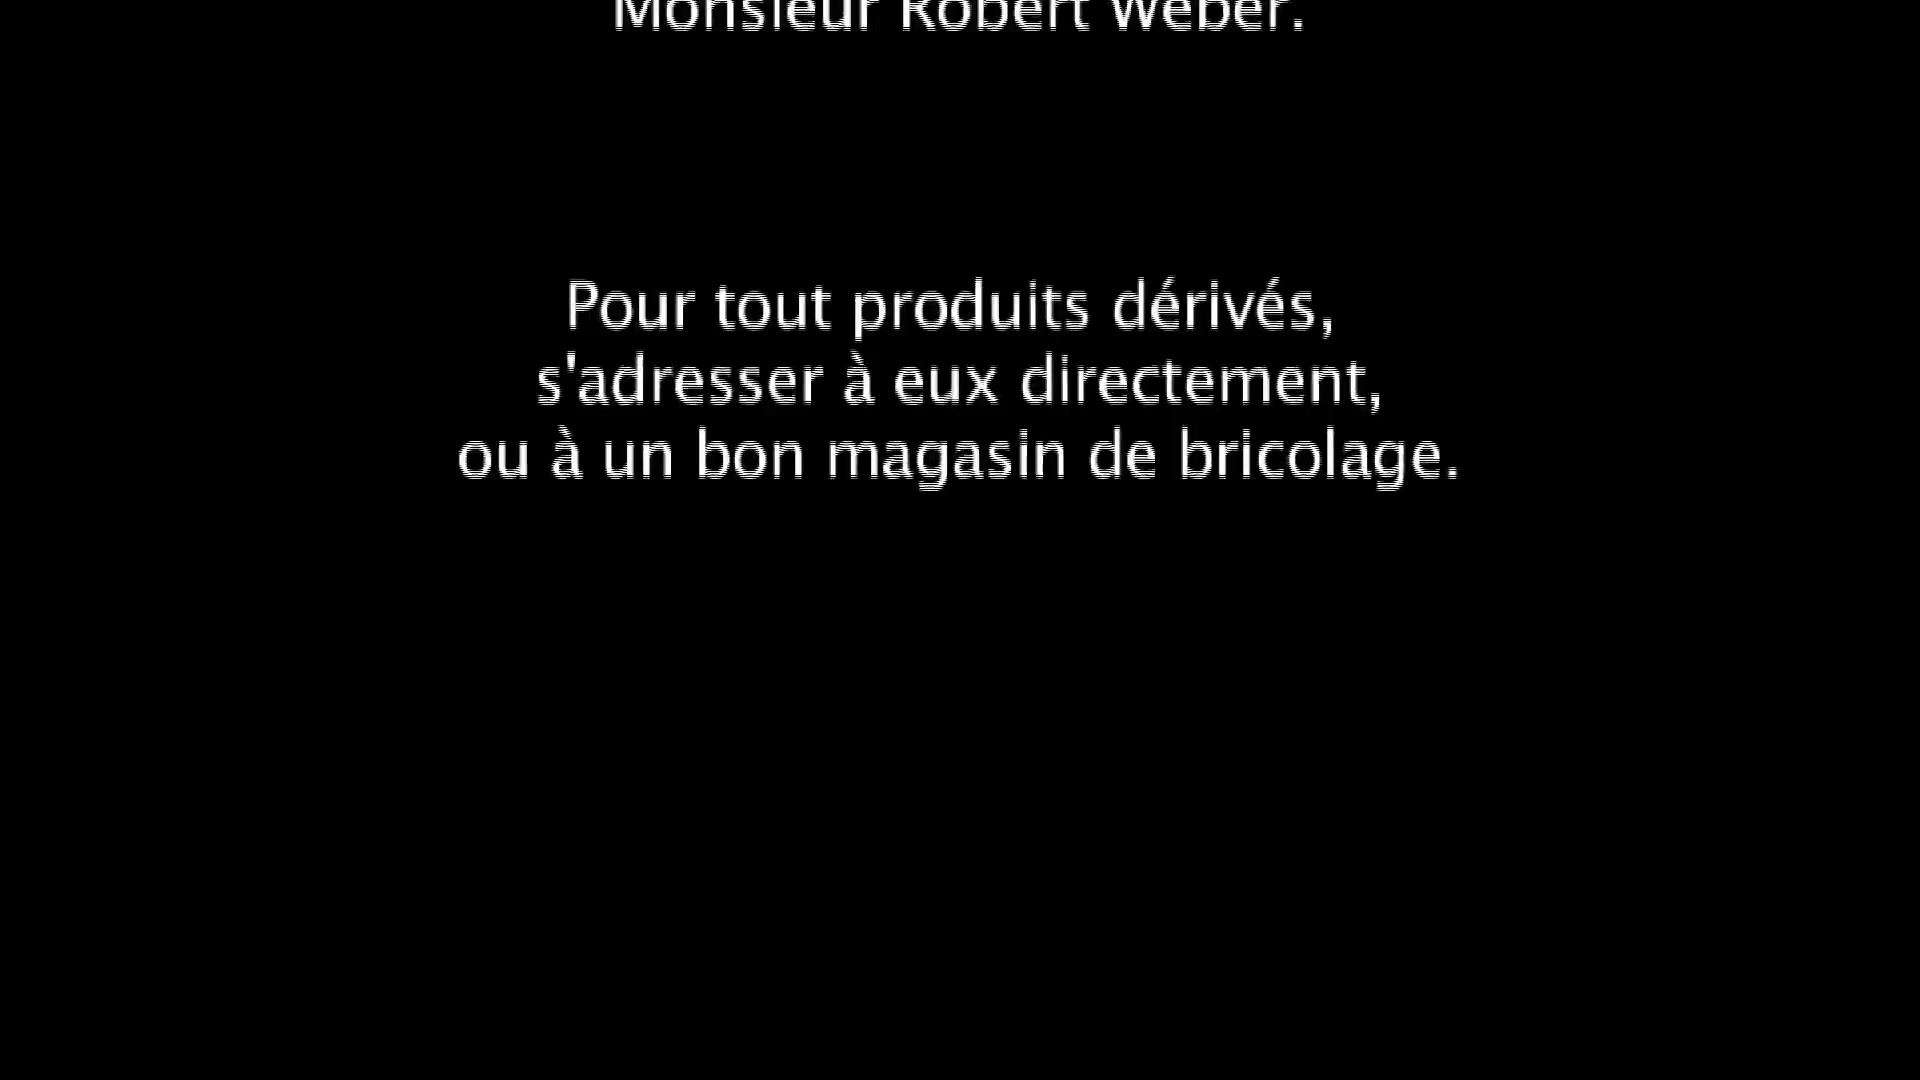 Monsieur Robert Weber.
Pour tout produits dérivés,
s'adresser à eux directement,
ou à un bon magasin de bricolage.